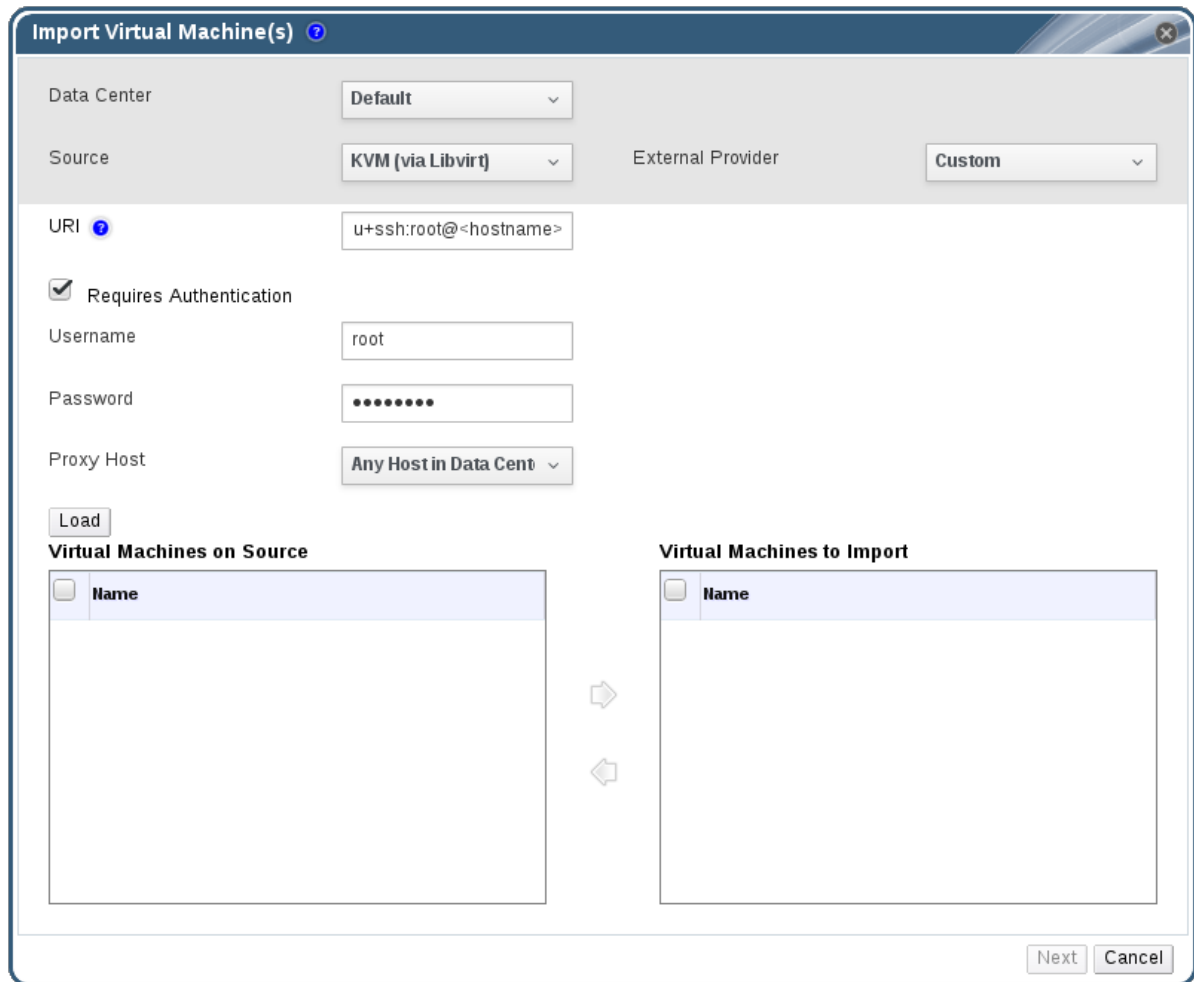 Import Virtual Machine(s)
Data Center Default
Source KVM (via Libvirt) External Provider Custom
URI u+ssh:root@<hostname>
Requires Authentication
Username root
Password ••••••••
Proxy Host Any Host in Data Cent
Load
Virtual Machines on Source Virtual Machines to Import
Name Name
Next Cancel